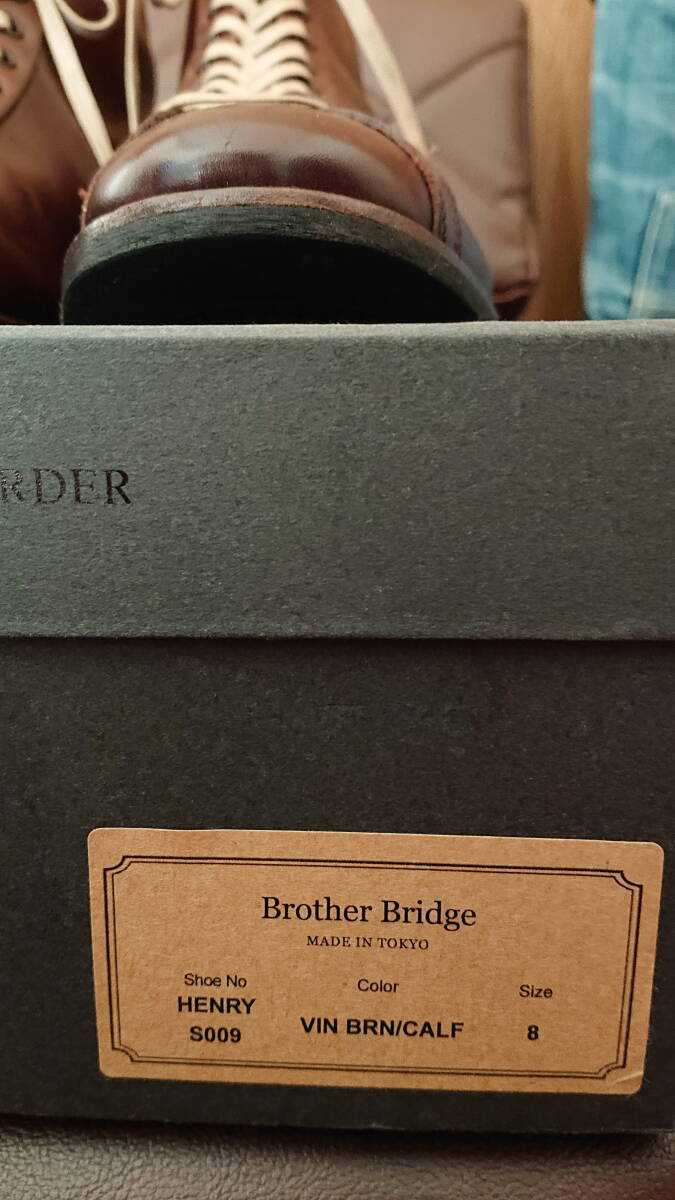 RDER
Brother Bridge
MADE IN TOKYO
Shoe No Color Size
HENRY
S009 VIN BRN/CALF 8